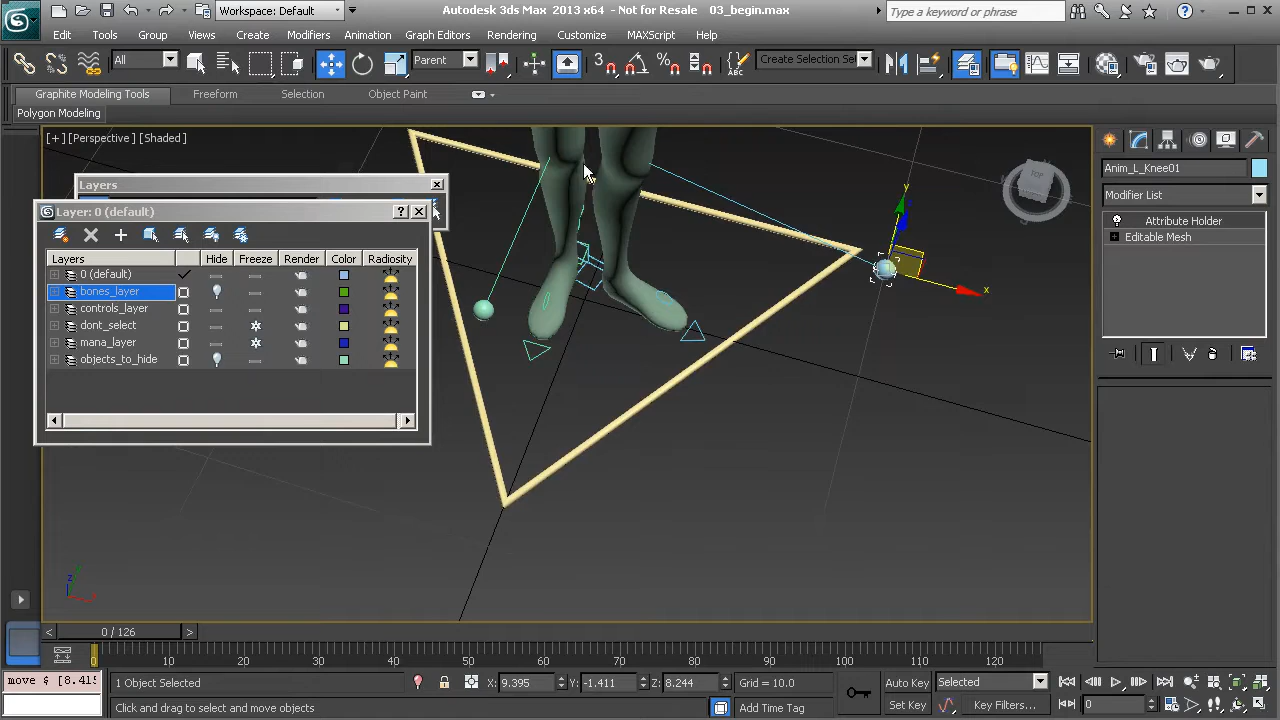 Workspace: Default
Autodesk 3ds Max 2013 x64 - Not for Resale 03_begin.max
Type a keyword or phrase
Edit Tools Group Views Create Modifiers Animation Graph Editors Rendering Customize MAXScript Help
All
Parent
3
Create Selection Se
Graphite Modeling Tools Freeform Selection Object Paint
Polygon Modeling
[+] [Perspective] [Shaded]
TOP
Anim_L_Knee01
Modifier List
Attribute Holder
Editable Mesh
Layers
Layer: 0 (default)
Layers Hide Freeze Render Color Radiosity
0 (default)
bones_layer
controls_layer
dont_select
mana_layer
objects_to_hide
y
x
z
0 / 126
0 10 20 30 40 50 60 70 80 90 100 110 120
move $ [8.415
1 Object Selected
X: 9.395 Y: -1.411 Z: 8.244 Grid = 10.0
Auto Key Selected
Click and drag to select and move objects
Add Time Tag
Set Key Key Filters...
0